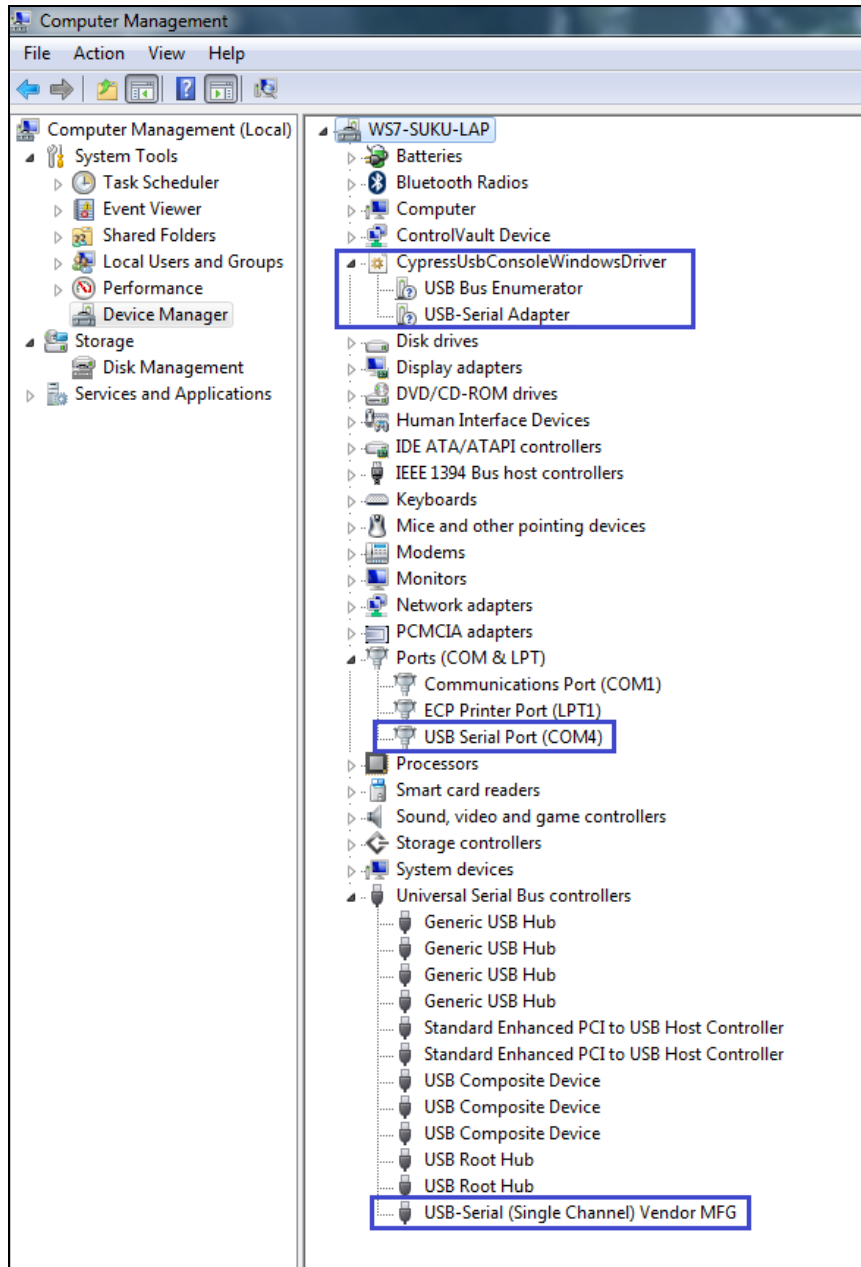 Computer Management
File Action View Help
Computer Management (Local)
System Tools
Task Scheduler
Event Viewer
Shared Folders
Local Users and Groups
Performance
Device Manager
Storage
Disk Management
Services and Applications
WS7-SUKU-LAP
Batteries
Bluetooth Radios
Computer
ControlVault Device
CypressUsbConsoleWindowsDriver
USB Bus Enumerator
USB-Serial Adapter
Disk drives
Display adapters
DVD/CD-ROM drives
Human Interface Devices
IDE ATA/ATAPI controllers
IEEE 1394 Bus host controllers
Keyboards
Mice and other pointing devices
Modems
Monitors
Network adapters
PCMCIA adapters
Ports (COM & LPT)
Communications Port (COM1)
ECP Printer Port (LPT1)
USB Serial Port (COM4)
Processors
Smart card readers
Sound, video and game controllers
Storage controllers
System devices
Universal Serial Bus controllers
Generic USB Hub
Generic USB Hub
Generic USB Hub
Generic USB Hub
Standard Enhanced PCI to USB Host Controller
Standard Enhanced PCI to USB Host Controller
USB Composite Device
USB Composite Device
USB Composite Device
USB Root Hub
USB Root Hub
USB-Serial (Single Channel) Vendor MFG